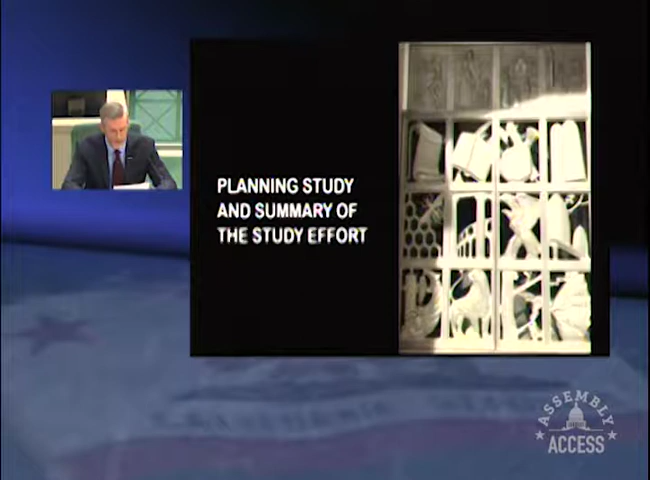 PLANNING STUDY
AND SUMMARY OF
THE STUDY EFFORT
ASSEMBLY
ACCESS